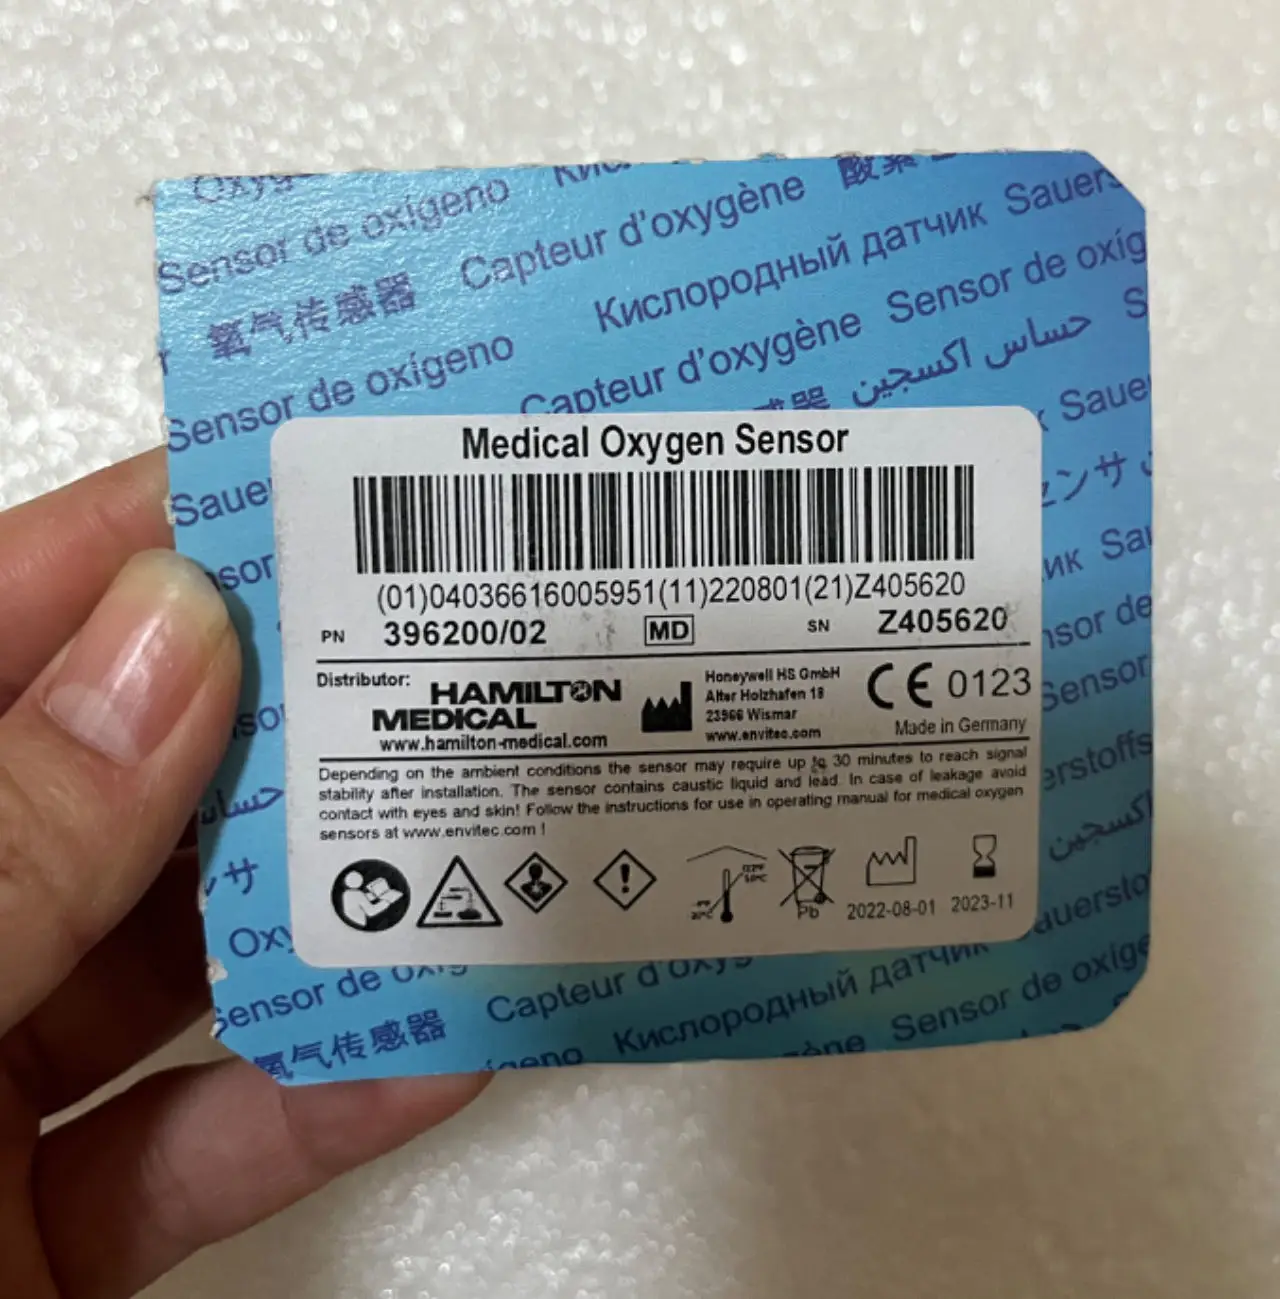 Sensor de oxígeno
Capteur d'oxygène
氧气传感器
Кислородный датчик
Sensor de oxíg
Sensor de oxígeno
Capteur d'oxygène
حساس اكسجين
Medical Oxygen Sensor
(01)04036616005951(11)220801(21)Z405620
PN 396200/02 MD SN Z405620
Distributor: HAMILTON
MEDICAL
www.hamilton-medical.com
Honeywell HS GmbH
Alter Holzhafen 18
23966 Wismar
www.envitec.com
CE 0123
Made in Germany
Depending on the ambient conditions the sensor may require up to 30 minutes to reach signal
stability after installation. The sensor contains caustic liquid and lead. In case of leakage avoid
contact with eyes and skin! Follow the instructions for use in operating manual for medical oxygen
sensors at www.envitec.com !
Pb
2022-08-01 2023-11
Sensor de
Capteur d'oxy
氧气传感器
Кислородный датчик
Sensor de oxíge